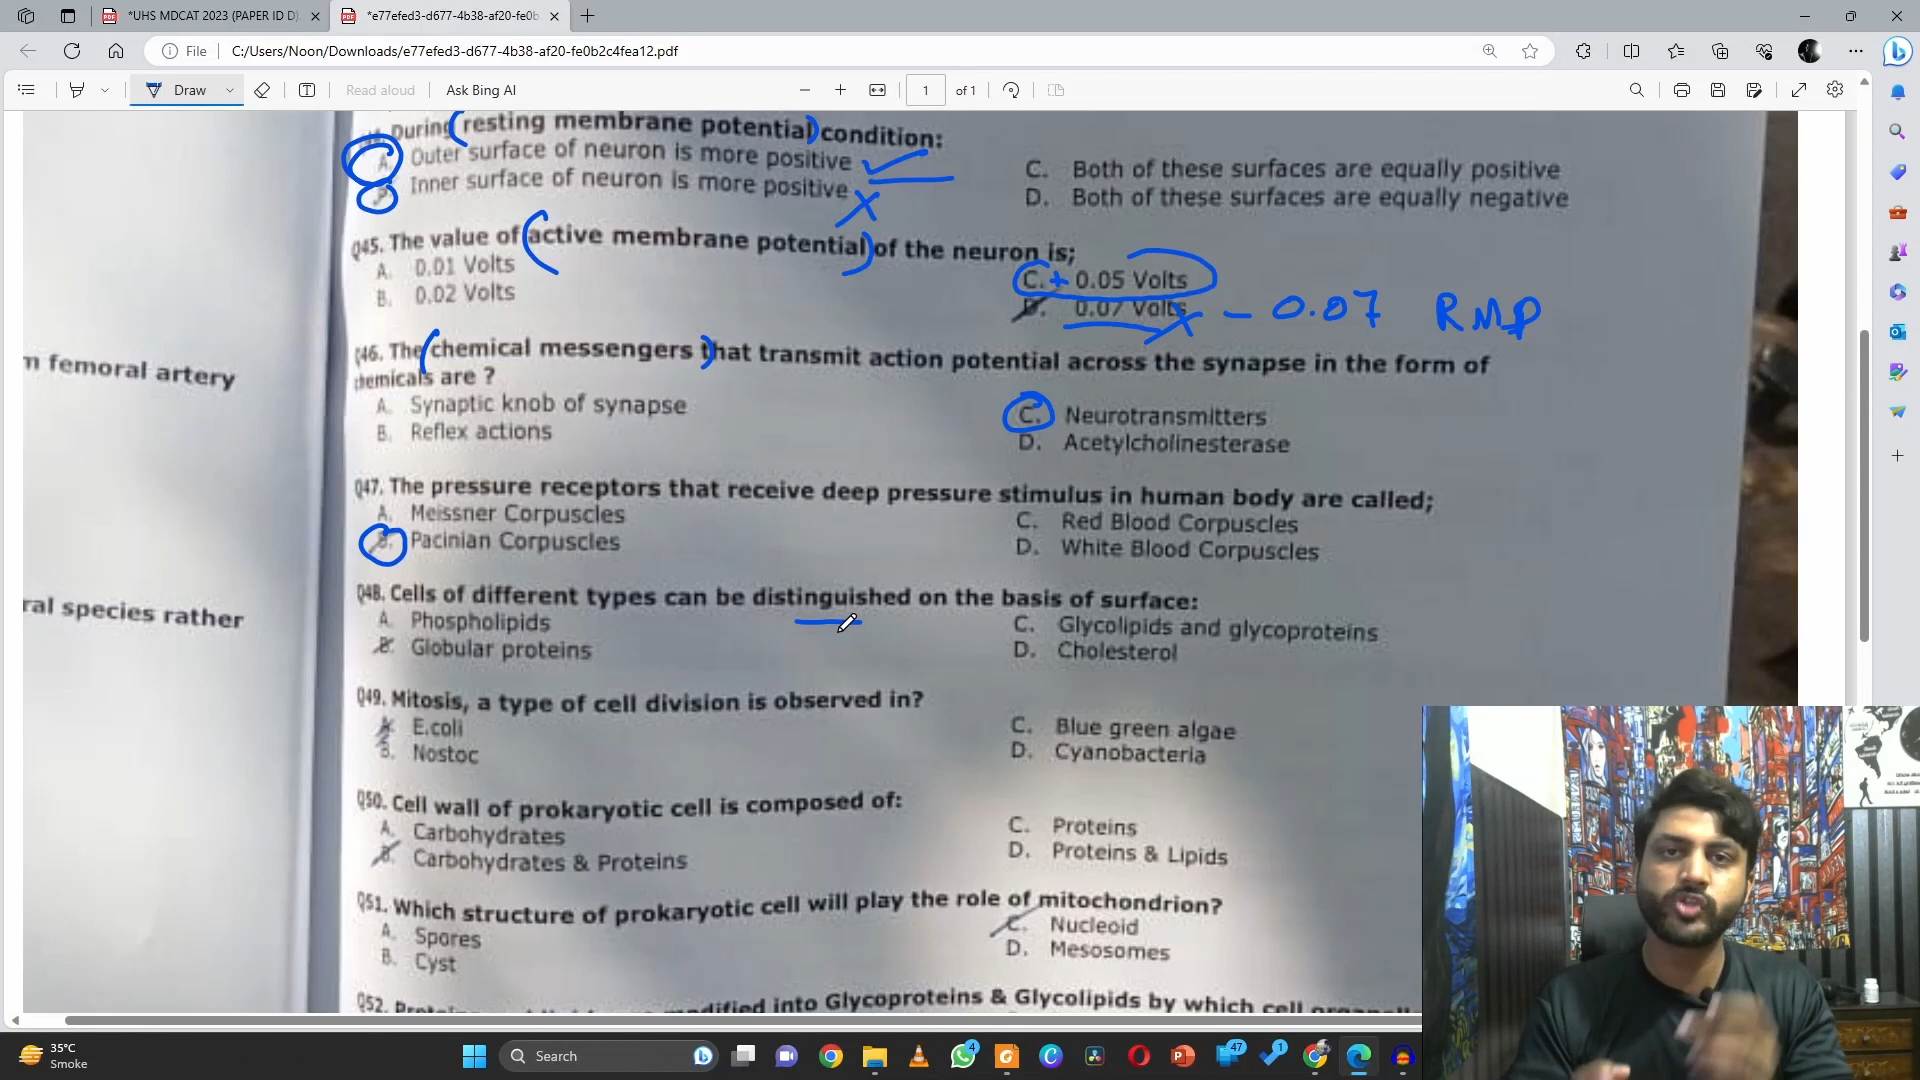 *UHS MDCAT 2023 (PAPER ID D).
*e77efed3-d677-4b38-af20-fe0b
File C:/Users/Noon/Downloads/e77efed3-d677-4b38-af20-fe0b2c4fea12.pdf
Draw
Read aloud
Ask Bing AI
1 of 1
During (resting membrane potential) condition:
A. Outer surface of neuron is more positive
Inner surface of neuron is more positive
C. Both of these surfaces are equally positive
D. Both of these surfaces are equally negative
Q45. The value of (active membrane potential) of the neuron is;
A. 0.01 Volts
B. 0.02 Volts
C. + 0.05 Volts
D. 0.07 Volts
- 0.07 RMP
Q46. The (chemical messengers) that transmit action potential across the synapse in the form of
chemicals are ?
A. Synaptic knob of synapse
B. Reflex actions
C. Neurotransmitters
D. Acetylcholinesterase
Q47. The pressure receptors that receive deep pressure stimulus in human body are called;
A. Meissner Corpuscles
B. Pacinian Corpuscles
C. Red Blood Corpuscles
D. White Blood Corpuscles
Q48. Cells of different types can be distinguished on the basis of surface:
A. Phospholipids
B. Globular proteins
C. Glycolipids and glycoproteins
D. Cholesterol
Q49. Mitosis, a type of cell division is observed in?
A. E.coli
B. Nostoc
C. Blue green algae
D. Cyanobacteria
Q50. Cell wall of prokaryotic cell is composed of:
A. Carbohydrates
B. Carbohydrates & Proteins
C. Proteins
D. Proteins & Lipids
Q51. Which structure of prokaryotic cell will play the role of mitochondrion?
A. Spores
B. Cyst
C. Nucleoid
D. Mesosomes
Q52. modified into Glycoproteins & Glycolipids by which cell
femoral artery
ral species rather
35°C
Smoke
Search
4
47
1